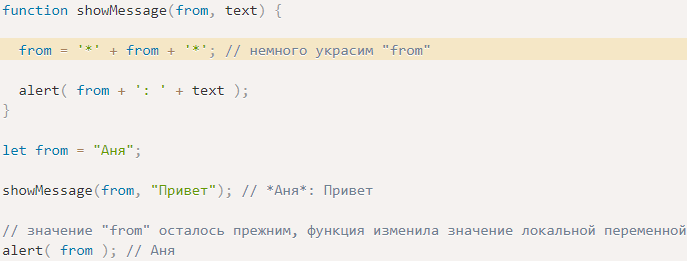 function showMessage(from, text) {
from = '*' + from + '*'; // немного украсим "from"
alert( from + ': ' + text );
}
let from = "Аня";
showMessage(from, "Привет"); // *Аня*: Привет
// значение "from" осталось прежним, функция изменила значение локальной переменной
alert( from ); // Аня